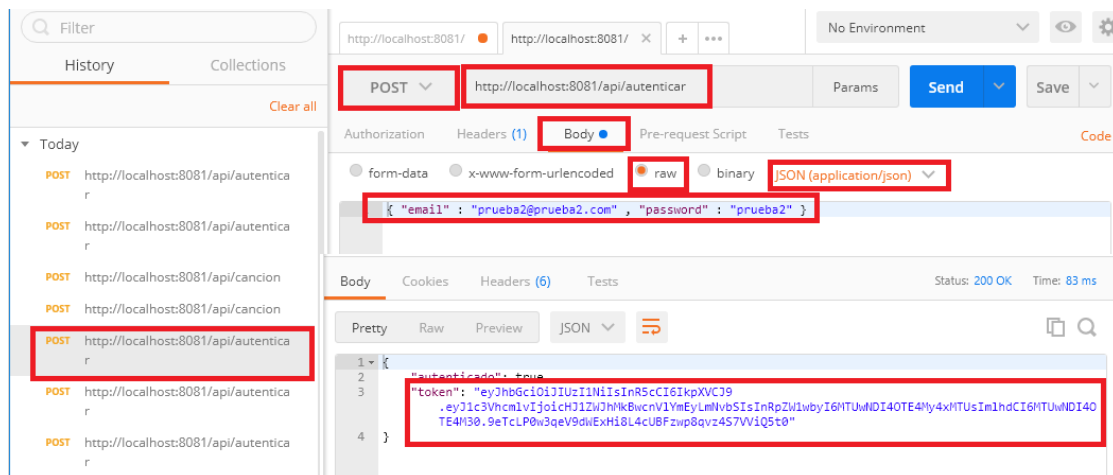 Filter
History Collections
Clear all
Today
POST http://localhost:8081/api/autentica
r
POST http://localhost:8081/api/autentica
r
POST http://localhost:8081/api/cancion
POST http://localhost:8081/api/cancion
POST http://localhost:8081/api/autentica
r
POST http://localhost:8081/api/autentica
r
POST http://localhost:8081/api/autentica
r
http://localhost:8081/ http://localhost:8081/ No Environment
POST http://localhost:8081/api/autenticar Params Send Save
Authorization Headers (1) Body Pre-request Script Tests Code
form-data x-www-form-urlencoded raw binary JSON (application/json)
{ "email" : "prueba2@prueba2.com" , "password" : "prueba2" }
Body Cookies Headers (6) Tests Status: 200 OK Time: 83 ms
Pretty Raw Preview JSON
1 {
2 "autenticado": true
3 "token": "eyJhbGciOiJIUzI1NiIsInR5cCI6IkpXVCJ9
.eyJ1c3VhcmlvIjoicHJ1ZWJhMkBwcnVlYmEyLmNvbSIsInRpZW1wbyI6MTUwNDI4OTE4My4xMTUsImlhdCI6MTUwNDI4O
TE4M30.9eTcLP0w3qeV9dWExHi8L4cUBFzwp8qvz4S7VViQ5t0"
4 }